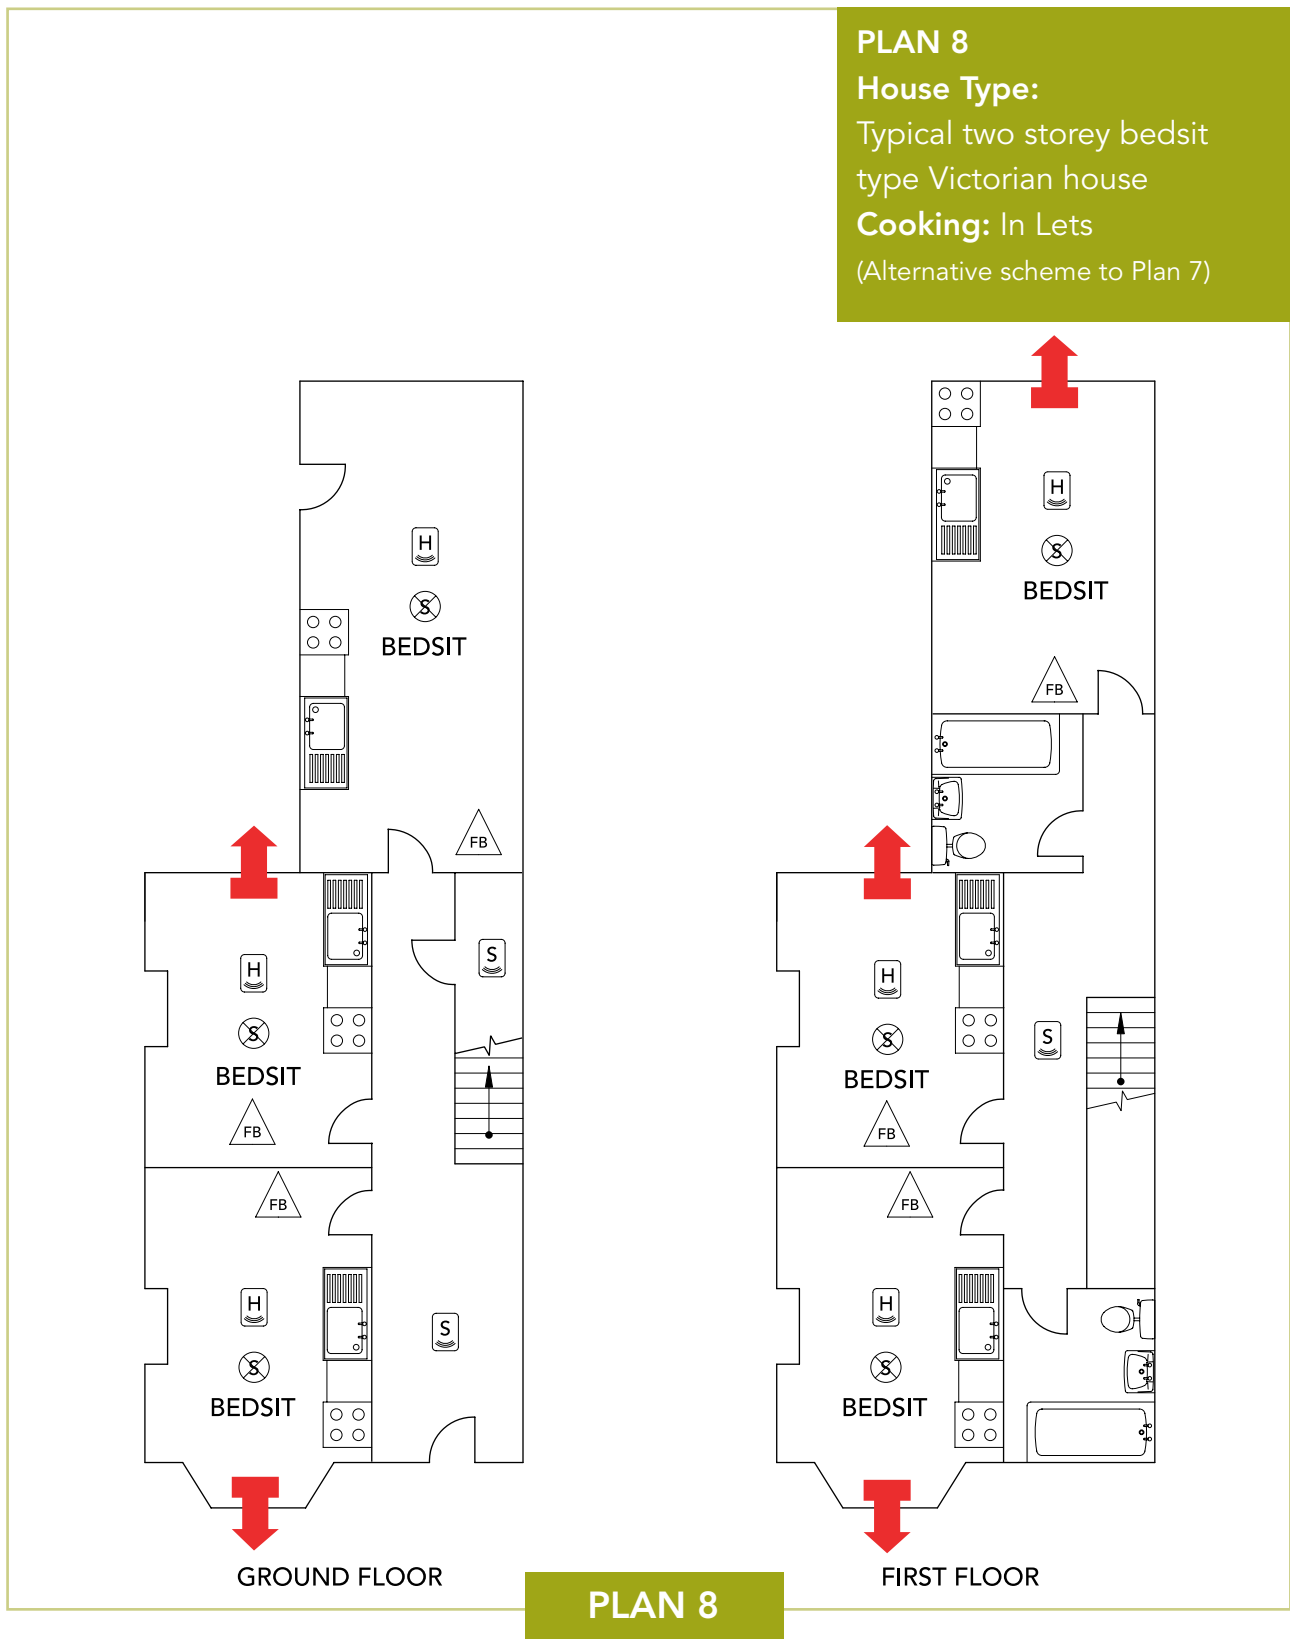 PLAN 8
House Type:
Typical two storey bedsit
type Victorian house
Cooking: In Lets
(Alternative scheme to Plan 7)
H
S
BEDSIT
FB
H
S
BEDSIT
FB
S
FB
H
S
BEDSIT
S
GROUND FLOOR
H
S
BEDSIT
FB
H
S
BEDSIT
FB
S
FB
H
S
BEDSIT
FIRST FLOOR
PLAN 8